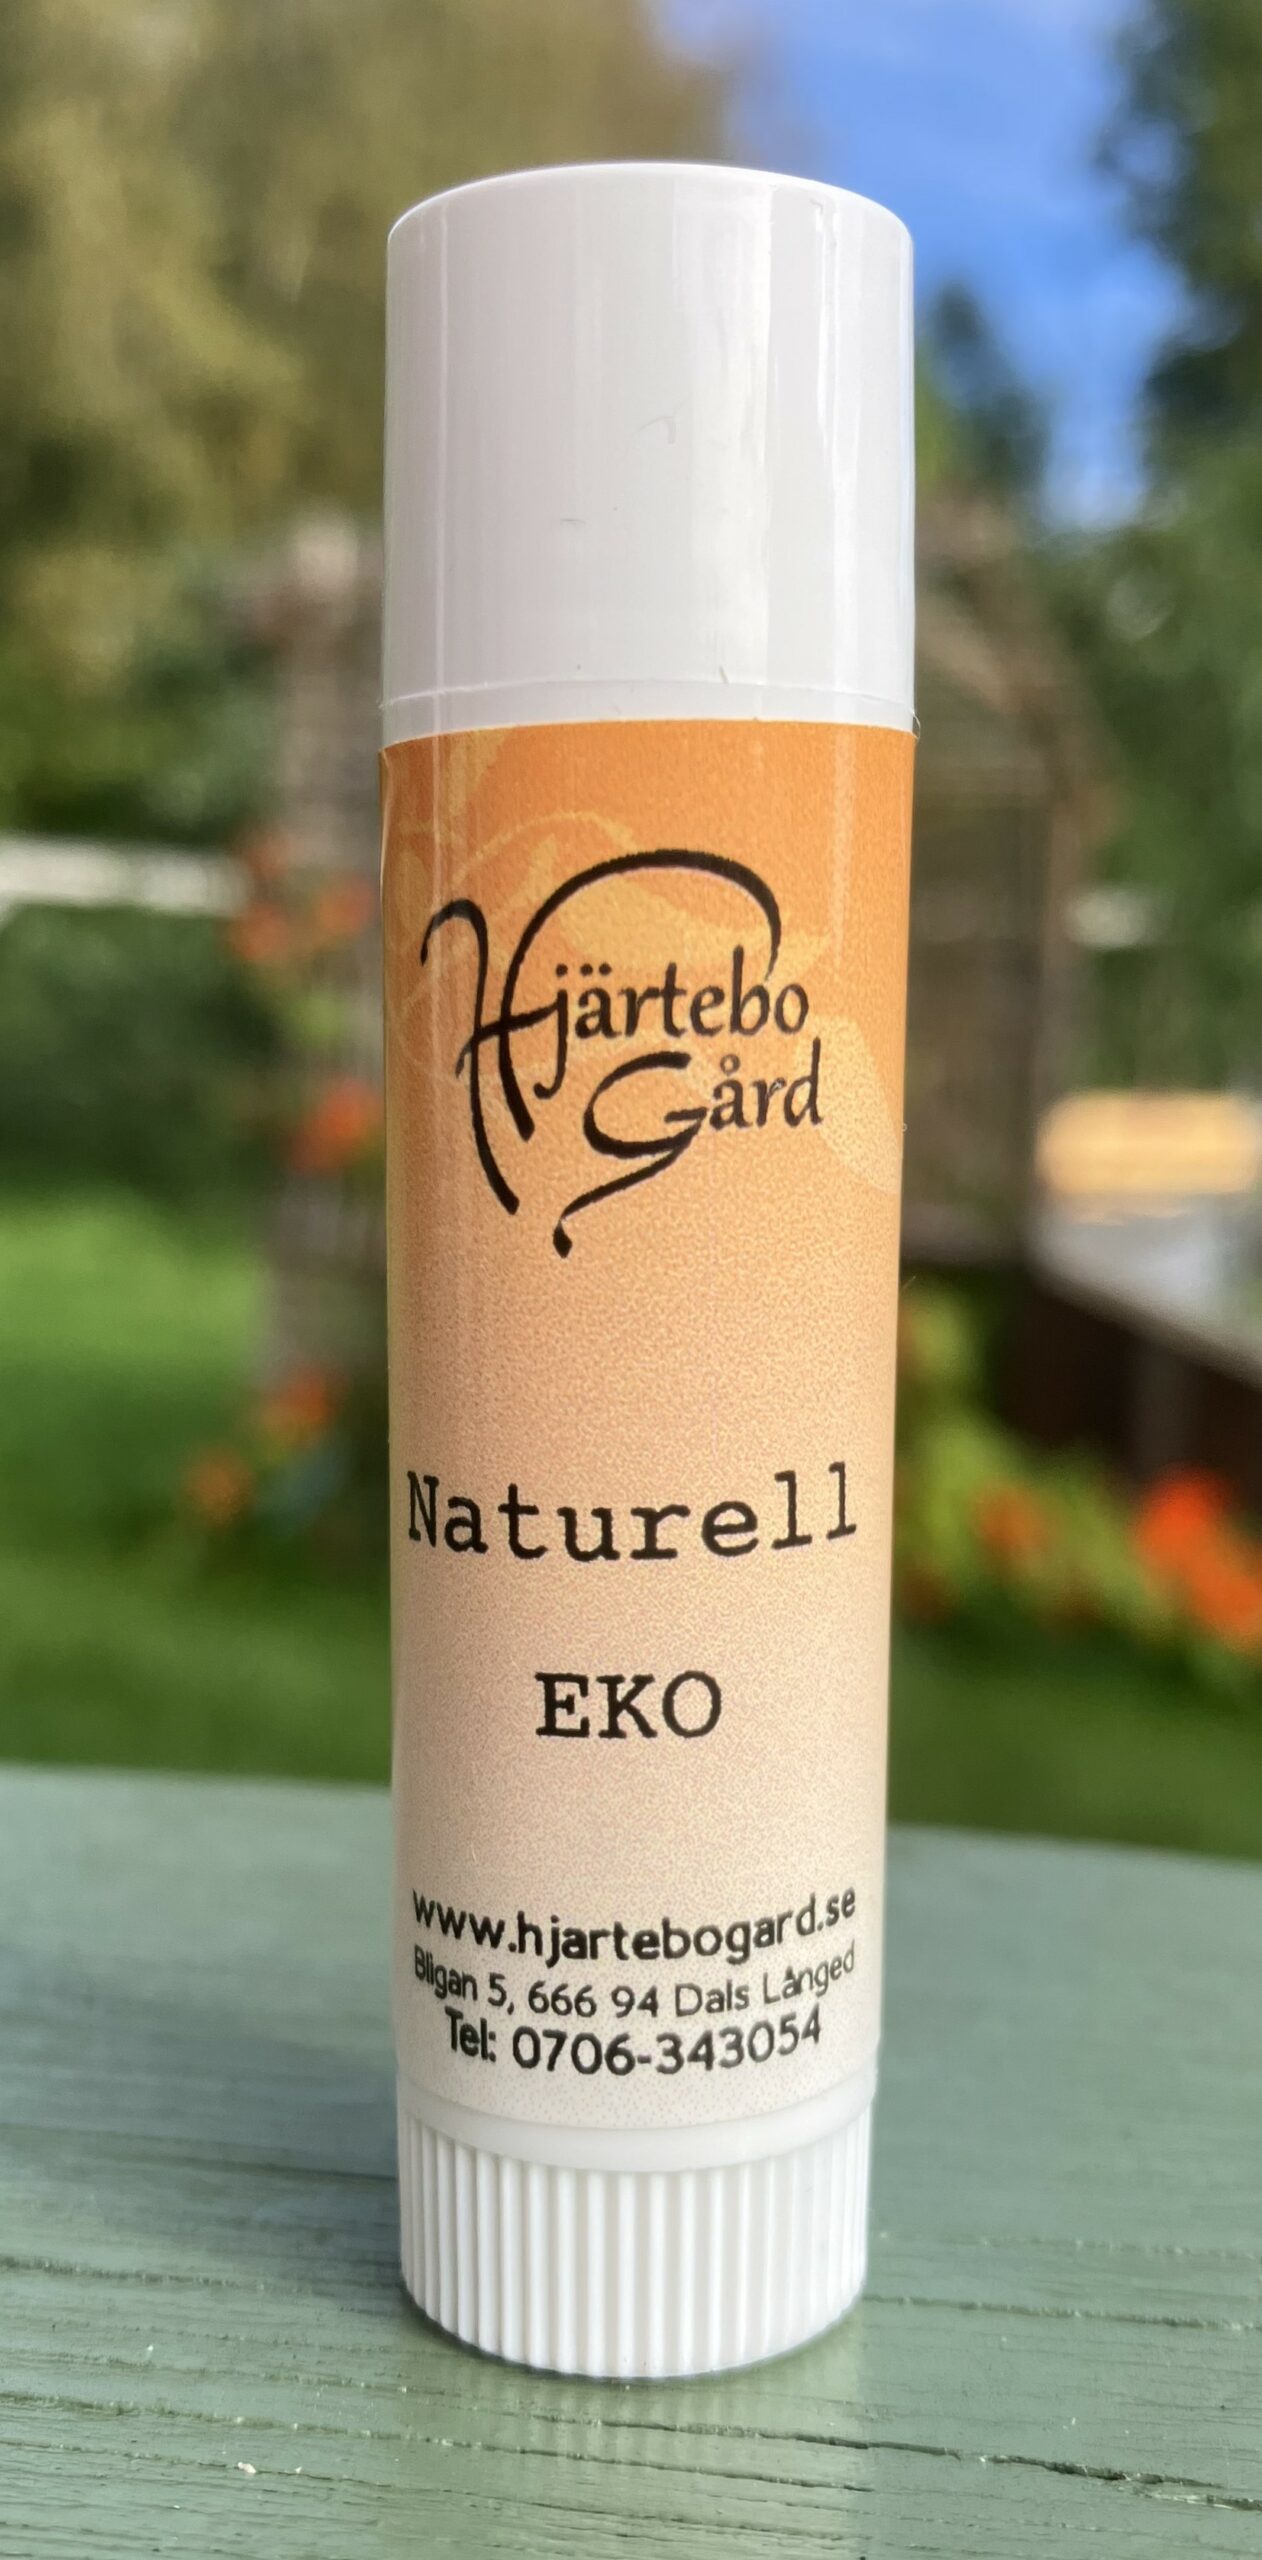 Hjärtebo
Gård
Naturell
EKO
www.hjartebogard.se
Bligan 5, 666 94 Dals Långed
Tel: 0706-343054